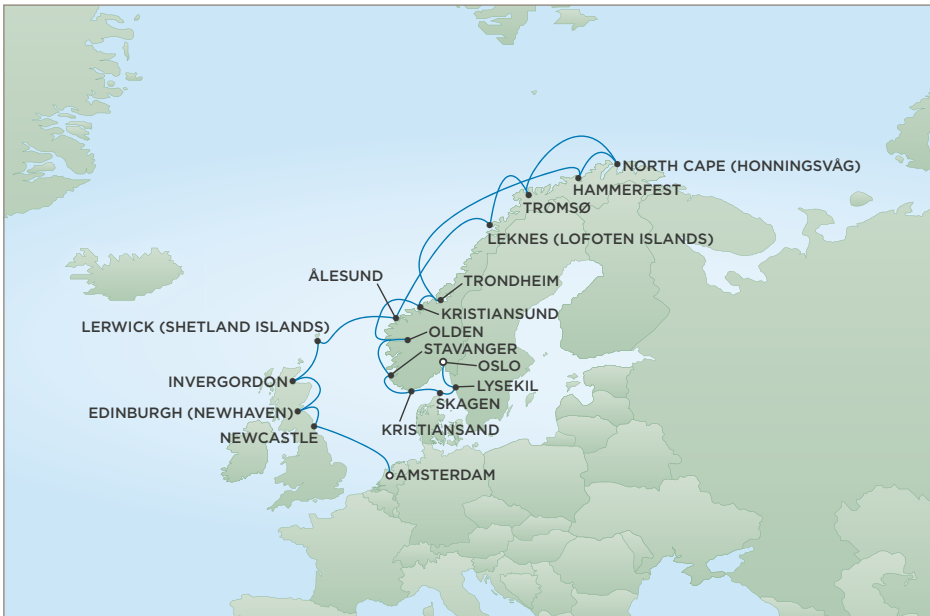 NORTH CAPE (HONNINGSVÅG)
HAMMERFEST
TROMSØ
LEKNES (LOFOTEN ISLANDS)
ÅLESUND
TRONDHEIM
KRISTIANSUND
LERWICK (SHETLAND ISLANDS)
OLDEN
STAVANGER
OSLO
INVERGORDON
LYSEKIL
SKAGEN
EDINBURGH (NEWHAVEN)
KRISTIANSAND
NEWCASTLE
AMSTERDAM